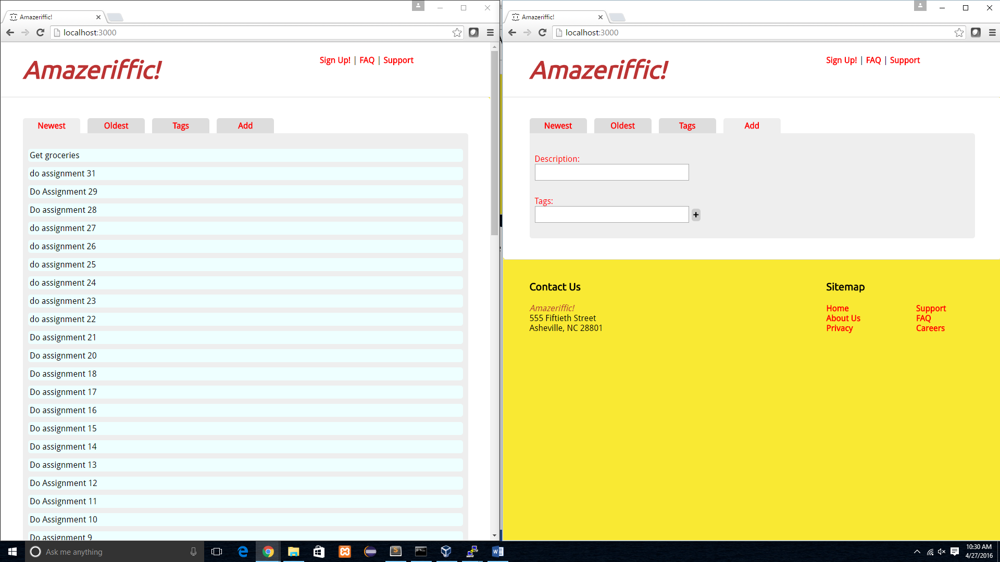 Amazeriffic!
localhost:3000
Amazeriffic!
Sign Up! | FAQ | Support
Newest Oldest Tags Add
Get groceries
do assignment 31
Do Assignment 29
Do assignment 28
do assignment 27
do assignment 26
do assignment 25
do assignment 24
do assignment 23
do assignment 22
Do assignment 21
Do assignment 20
Do assignment 18
Do assignment 17
Do assignment 16
Do assignment 15
Do assignment 14
Do assignment 13
Do Assignment 12
Do Assignment 11
Do Assignment 10
Do assignment 9
Amazeriffic!
localhost:3000
Amazeriffic!
Sign Up! | FAQ | Support
Newest Oldest Tags Add
Description:
Tags:
+
Contact Us
Amazeriffic!
555 Fiftieth Street
Asheville, NC 28801
Sitemap
Home Support
About Us FAQ
Privacy Careers
Ask me anything
10:30 AM
4/27/2016